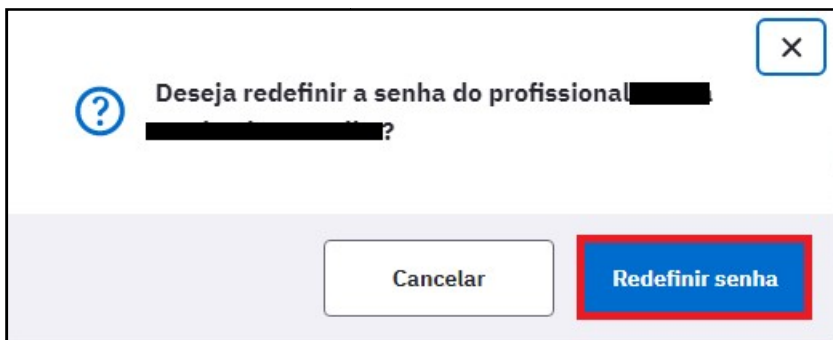 Deseja redefinir a senha do profissional
?
Cancelar
Redefinir senha